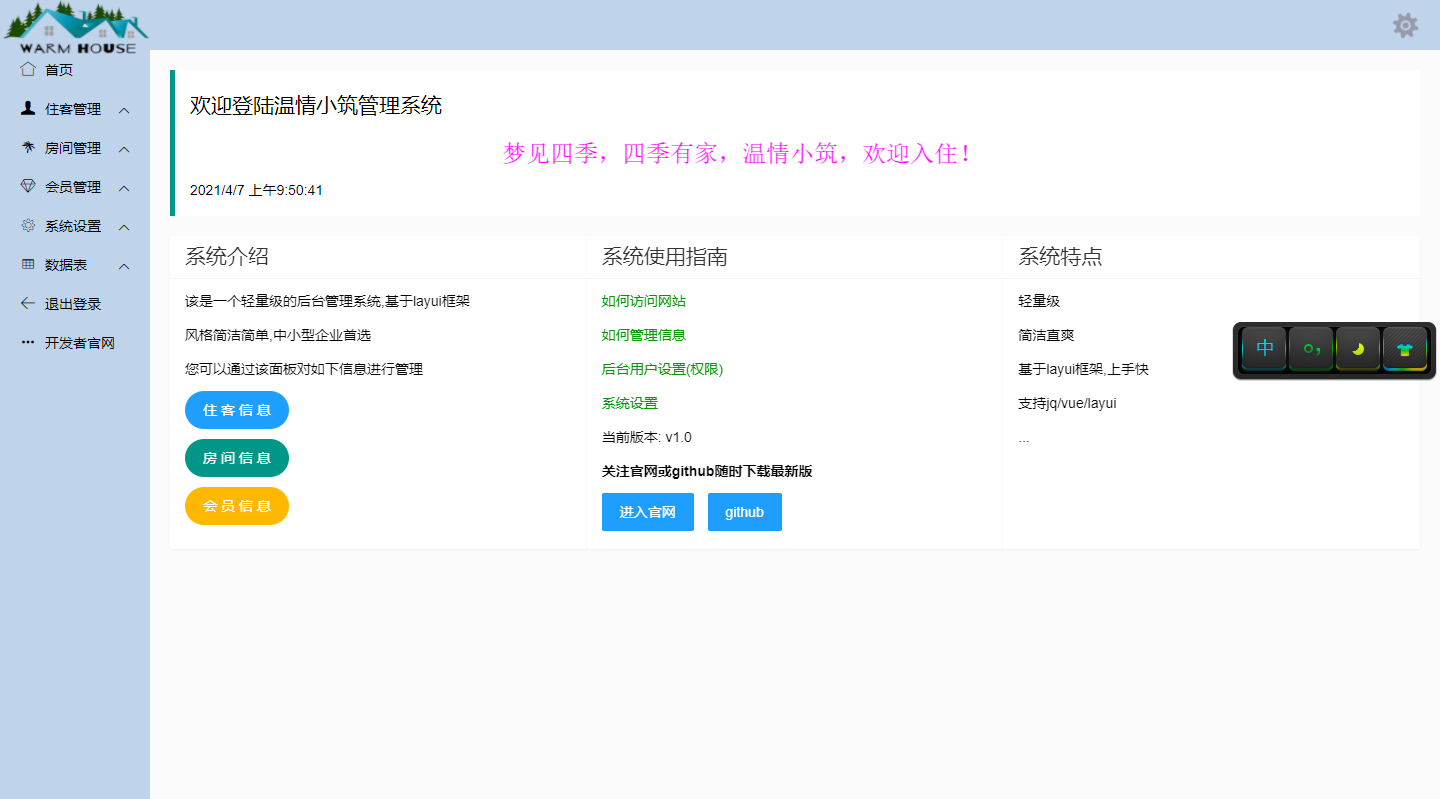 WARM HOUSE
首页
住客管理
房间管理
会员管理
系统设置
数据表
退出登录
开发者官网
欢迎登陆温情小筑管理系统
梦见四季，四季有家，温情小筑，欢迎入住！
2021/4/7 上午9:50:41
系统介绍
该是一个轻量级的后台管理系统,基于layui框架
风格简洁简单,中小型企业首选
您可以通过该面板对如下信息进行管理
住客信息
房间信息
会员信息
系统使用指南
如何访问网站
如何管理信息
后台用户设置(权限)
系统设置
当前版本: v1.0
关注官网或github随时下载最新版
进入官网 github
系统特点
轻量级
简洁直爽
基于layui框架,上手快
支持jq/vue/layui
...
中